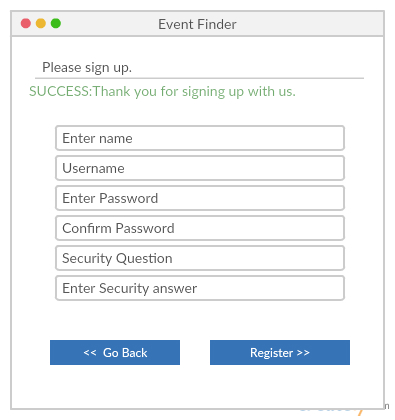 Event Finder
Please sign up.
SUCCESS:Thank you for signing up with us.
Enter name
Username
Enter Password
Confirm Password
Security Question
Enter Security answer
<< Go Back
Register >>